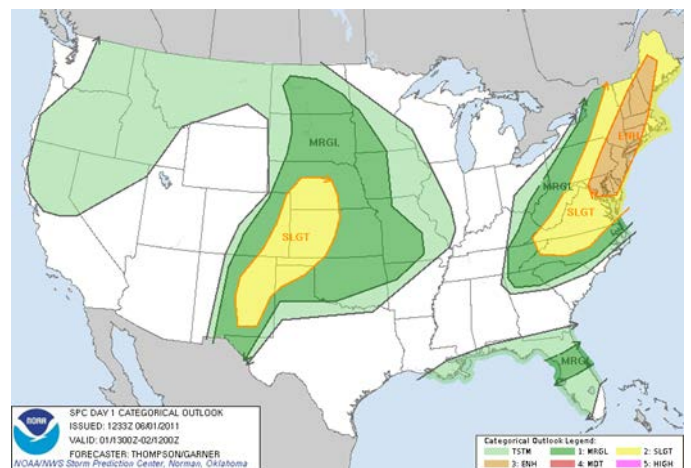 MRGL
ENH
MRGL
SLGT
SLGT
MRGL
NOAA
SPC DAY 1 CATEGORICAL OUTLOOK
ISSUED: 1233Z 06/01/2011
VALID: 01/1300Z-02/1200Z
FORECASTER: THOMPSON/GARNER
NOAA/NWS Storm Prediction Center, Norman, Oklahoma
Categorical Outlook Legend:
TSTM 1: MRGL 2: SLGT
3: ENH 4: MDT 5: HIGH